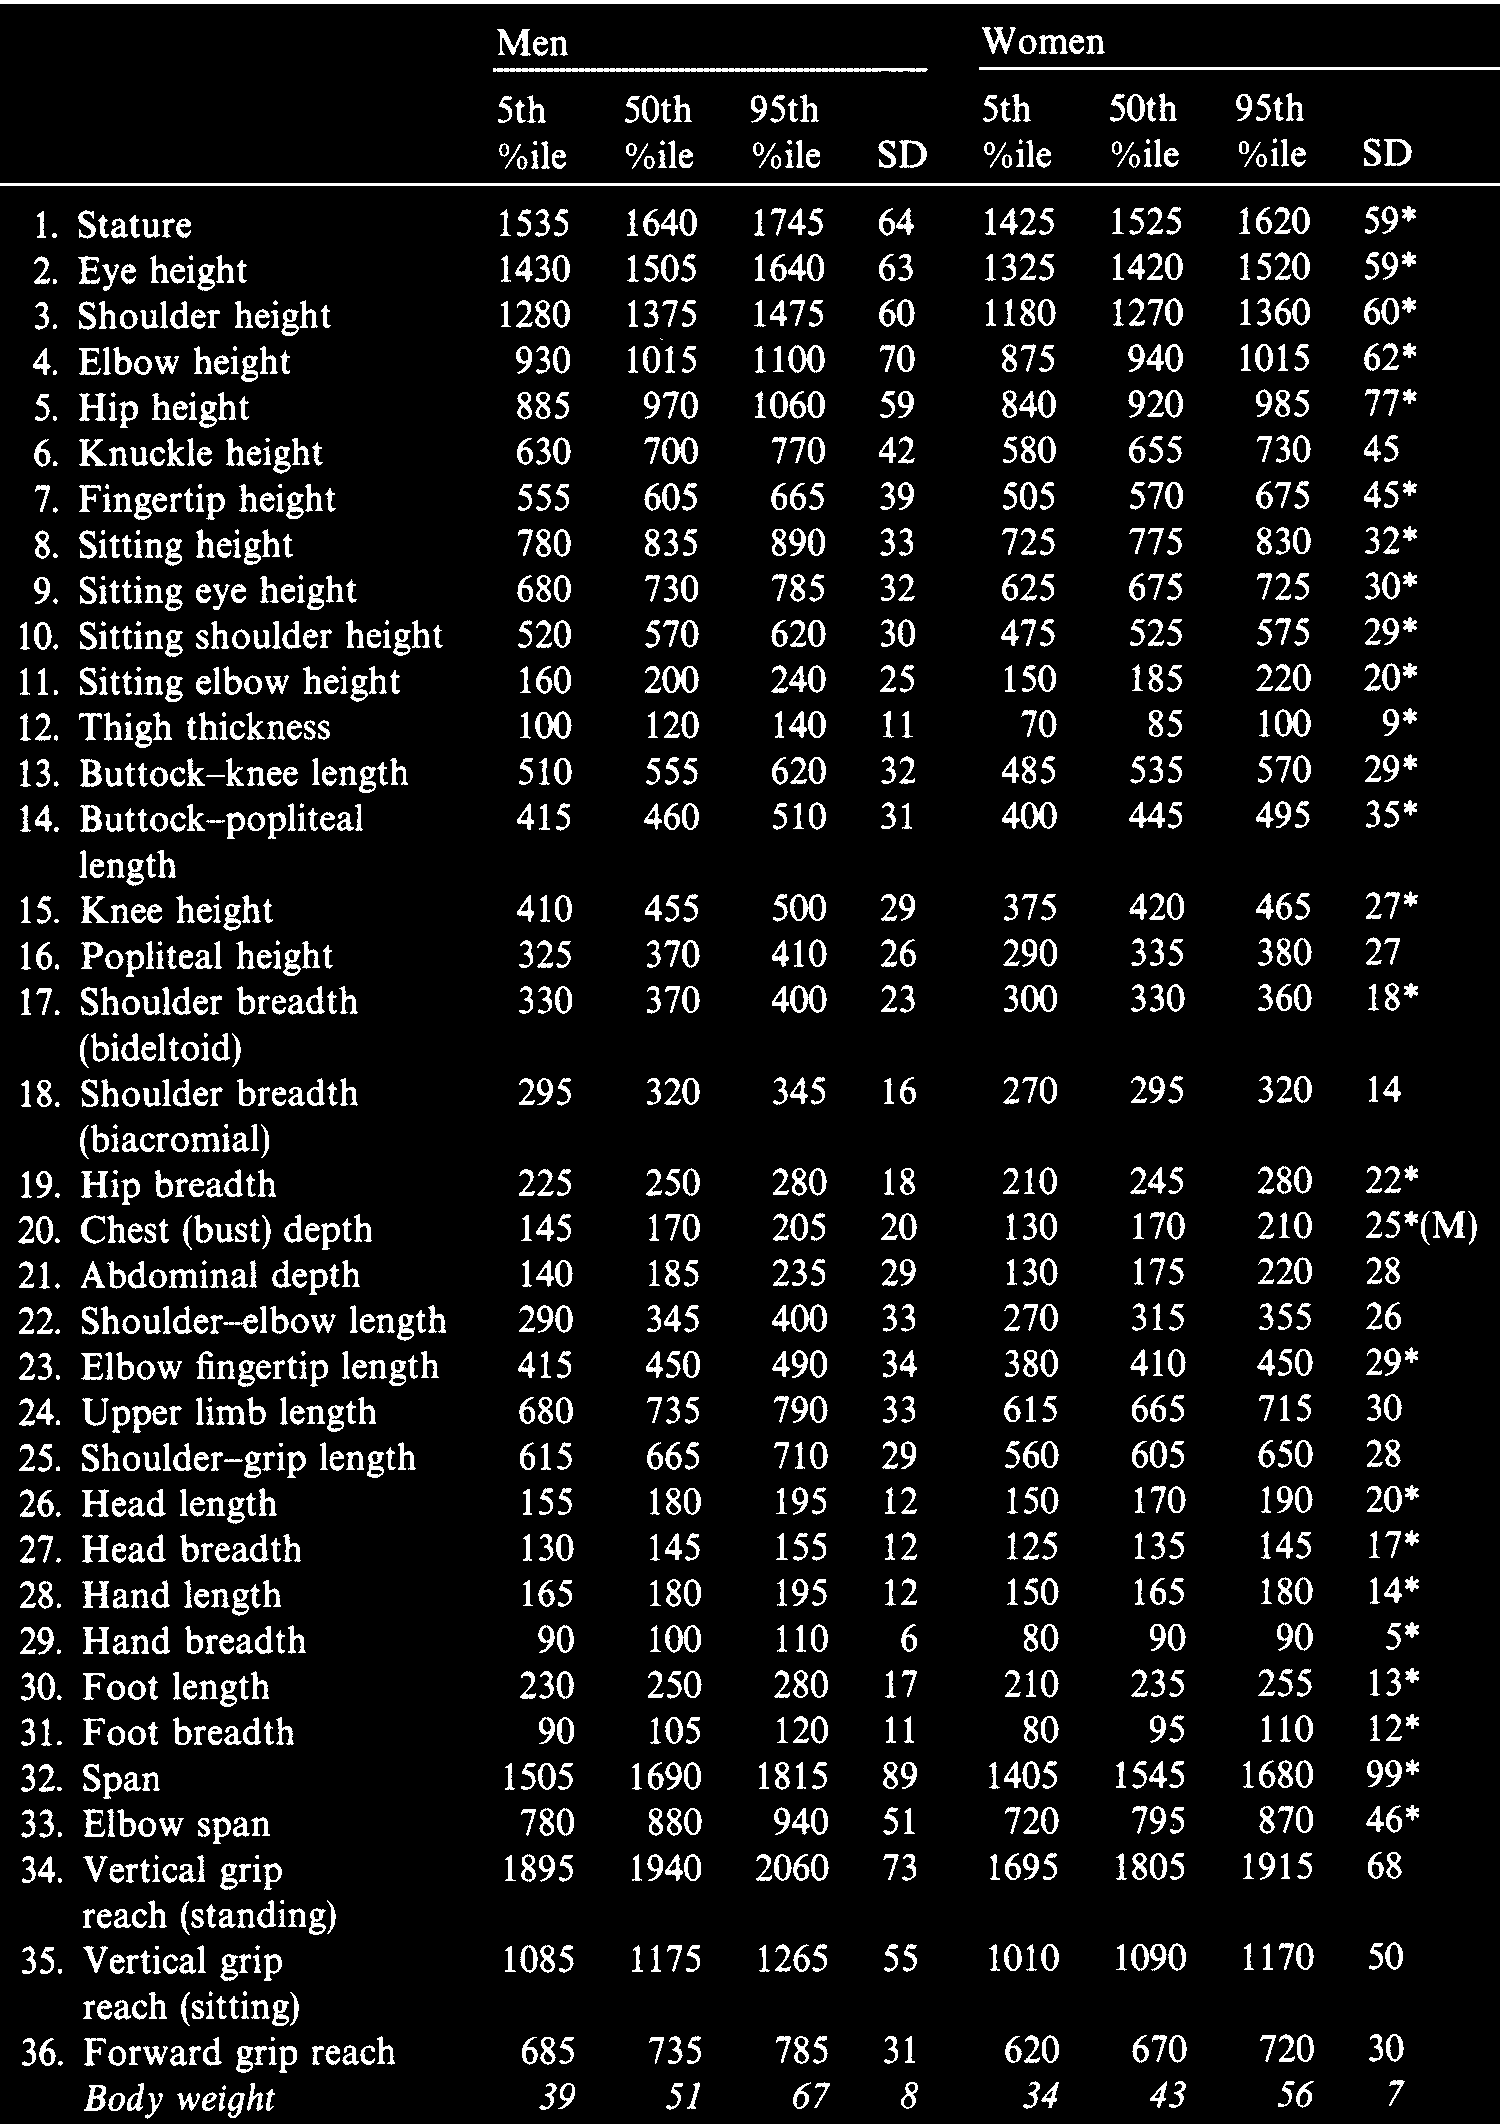 Men Women
5th 50th 95th 5th 50th 95th
%ile %ile %ile SD %ile %ile %ile SD
1. Stature 1535 1640 1745 64 1425 1525 1620 59*
2. Eye height 1430 1505 1640 63 1325 1420 1520 59*
3. Shoulder height 1280 1375 1475 60 1180 1270 1360 60*
4. Elbow height 930 1015 1100 70 875 940 1015 62*
5. Hip height 885 970 1060 59 840 920 985 77*
6. Knuckle height 630 700 770 42 580 655 730 45
7. Fingertip height 555 605 665 39 505 570 675 45*
8. Sitting height 780 835 890 33 725 775 830 32*
9. Sitting eye height 680 730 785 32 625 675 725 30*
10. Sitting shoulder height 520 570 620 30 475 525 575 29*
11. Sitting elbow height 160 200 240 25 150 185 220 20*
12. Thigh thickness 100 120 140 11 70 85 100 9*
13. Buttock–knee length 510 555 620 32 485 535 570 29*
14. Buttock–popliteal 415 460 510 31 400 445 495 35*
length
15. Knee height 410 455 500 29 375 420 465 27*
16. Popliteal height 325 370 410 26 290 335 380 27
17. Shoulder breadth 330 370 400 23 300 330 360 18*
(bideltoid)
18. Shoulder breadth 295 320 345 16 270 295 320 14
(biacromial)
19. Hip breadth 225 250 280 18 210 245 280 22*
20. Chest (bust) depth 145 170 205 20 130 170 210 25*(M)
21. Abdominal depth 140 185 235 29 130 175 220 28
22. Shoulder–elbow length 290 345 400 33 270 315 355 26
23. Elbow fingertip length 415 450 490 34 380 410 450 29*
24. Upper limb length 680 735 790 33 615 665 715 30
25. Shoulder–grip length 615 665 710 29 560 605 650 28
26. Head length 155 180 195 12 150 170 190 20*
27. Head breadth 130 145 155 12 125 135 145 17*
28. Hand length 165 180 195 12 150 165 180 14*
29. Hand breadth 90 100 110 6 80 90 90 5*
30. Foot length 230 250 280 17 210 235 255 13*
31. Foot breadth 90 105 120 11 80 95 110 12*
32. Span 1505 1690 1815 89 1405 1545 1680 99*
33. Elbow span 780 880 940 51 720 795 870 46*
34. Vertical grip 1895 1940 2060 73 1695 1805 1915 68
reach (standing)
35. Vertical grip 1085 1175 1265 55 1010 1090 1170 50
reach (sitting)
36. Forward grip reach 685 735 785 31 620 670 720 30
Body weight 39 51 67 8 34 43 56 7